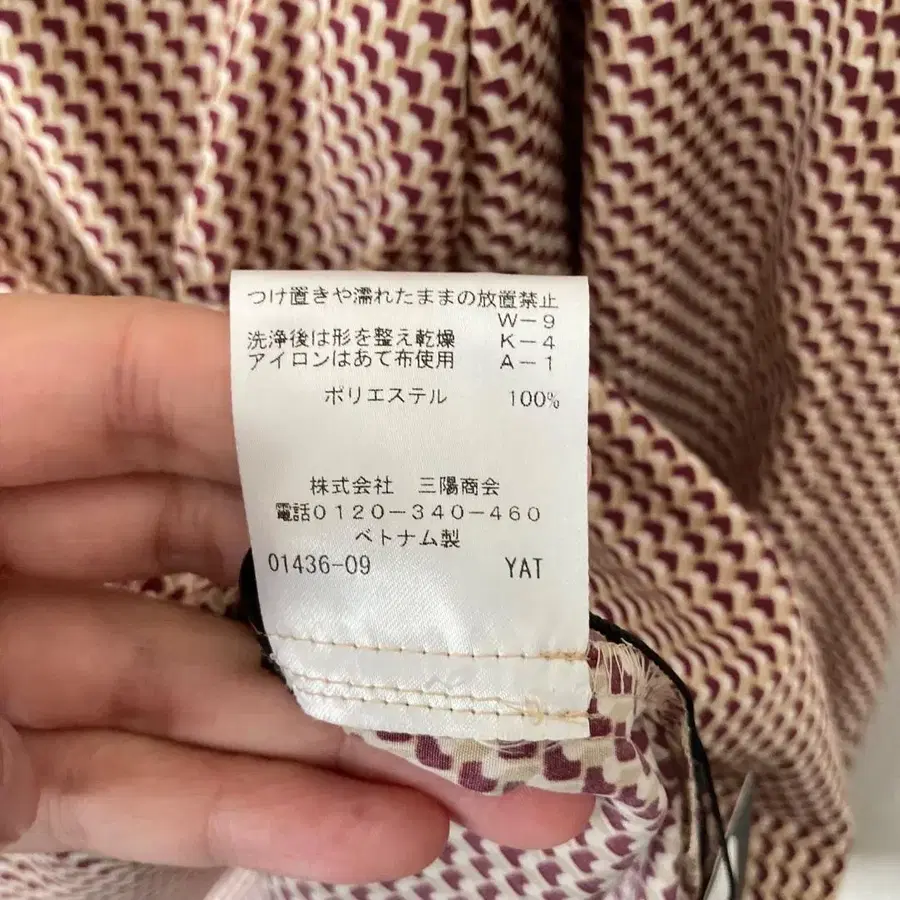 つけ置きや濡れたままの放置禁止
W－9
洗浄後は形を整え乾燥 K－4
アイロンはあて布使用 A－1
ポリエステル 100%
株式会社 三陽商会
電話0120－340－460
ベトナム製
01436-09 YAT